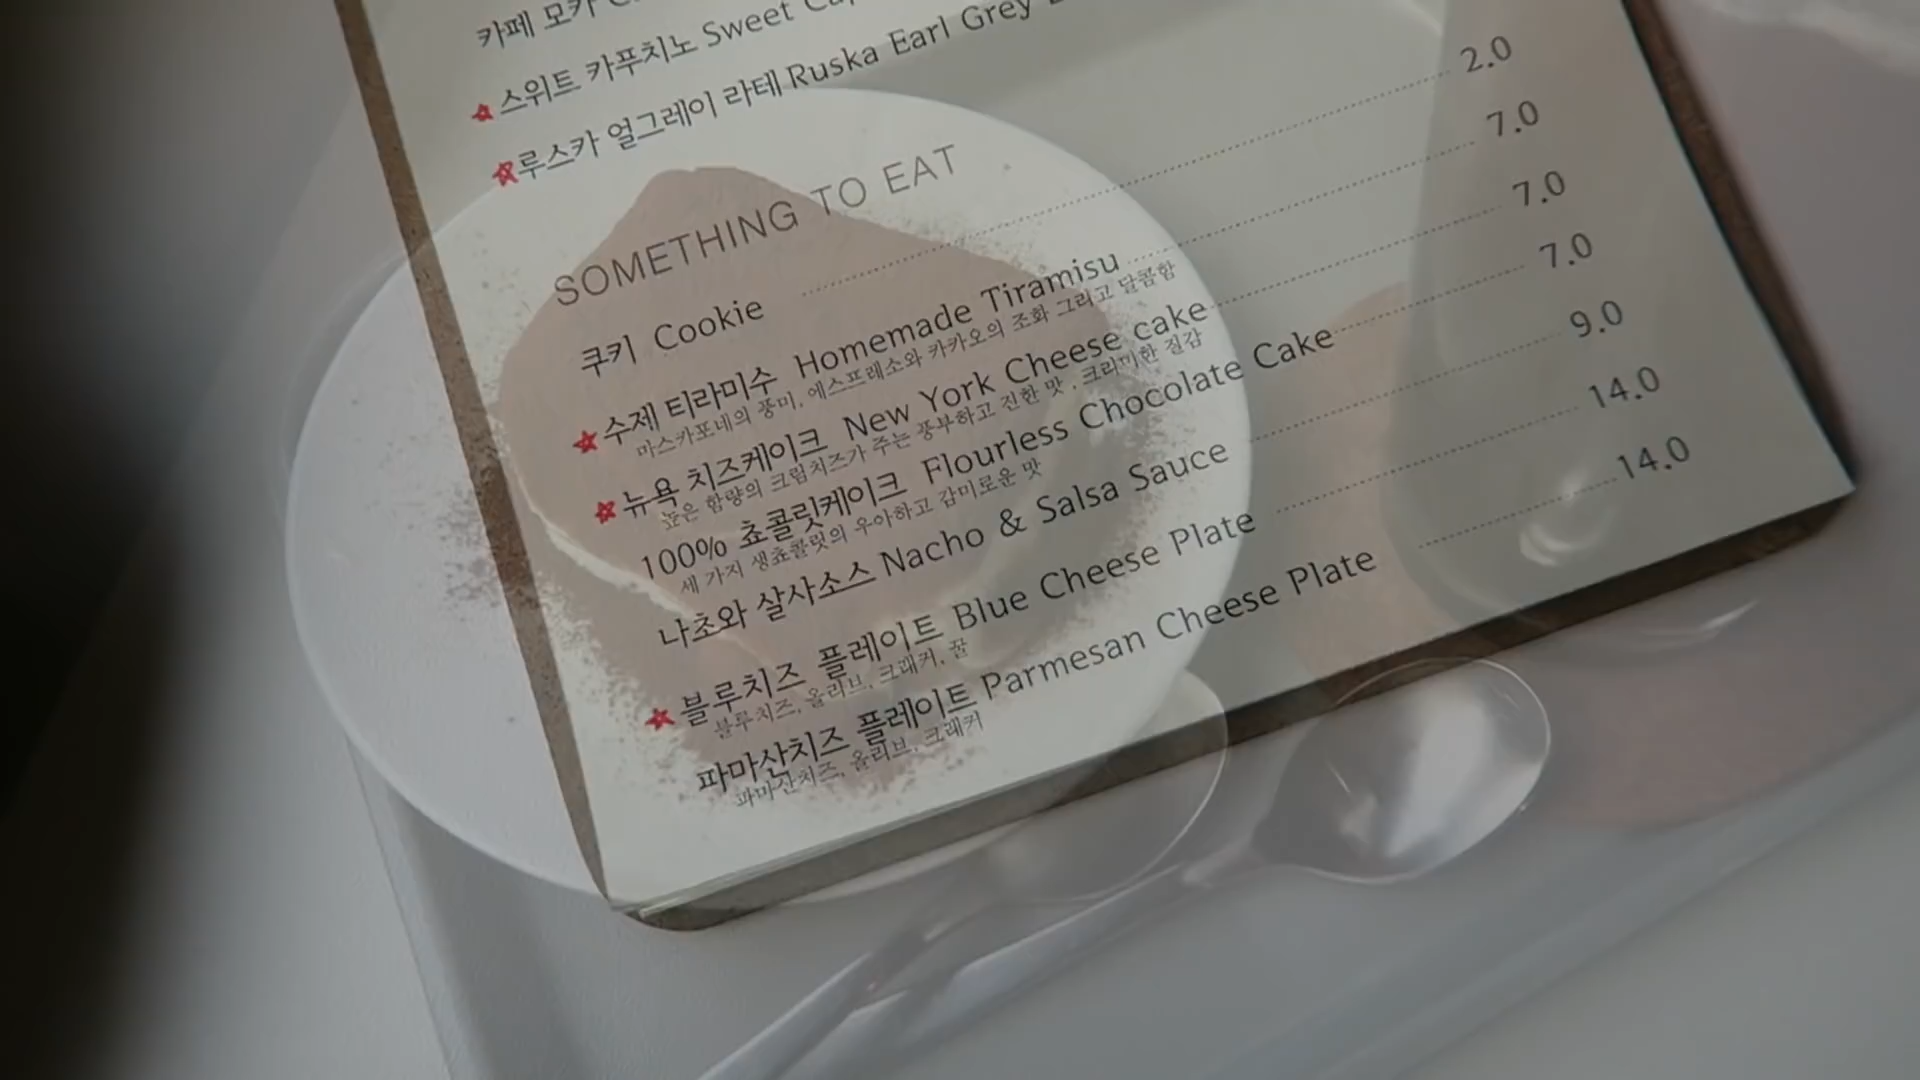 카페 모카
스위트 카푸치노 Sweet
루스카 얼그레이 라테 Ruska Earl Grey
SOMETHING TO EAT
쿠키 Cookie 2.0
수제 티라미수 Homemade Tiramisu 7.0
마스카포네의 풍미, 에스프레소와 카카오의 조화 그리고 달콤함
뉴욕 치즈케이크 New York Cheese cake 7.0
높은 함량의 크림치즈가 주는 풍부하고 진한 맛, 크리미한 질감
100% 쵸콜릿케이크 Flourless Chocolate Cake 7.0
세 가지 생쵸콜릿의 우아하고 감미로운 맛
나쵸와 살사소스 Nacho & Salsa Sauce 9.0
블루치즈 플레이트 Blue Cheese Plate 14.0
블루치즈, 올리브, 크래커, 꿀
파마산치즈 플레이트 Parmesan Cheese Plate 14.0
파마산치즈, 올리브, 크래커